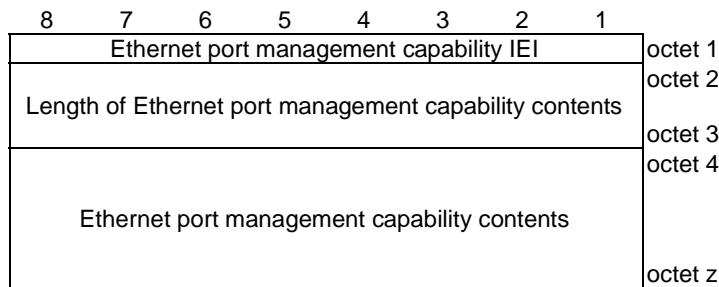 8 7 6 5 4 3 2 1
Ethernet port management capability IEI octet 1
octet 2
Length of Ethernet port management capability contents
octet 3
octet 4
Ethernet port management capability contents
octet z